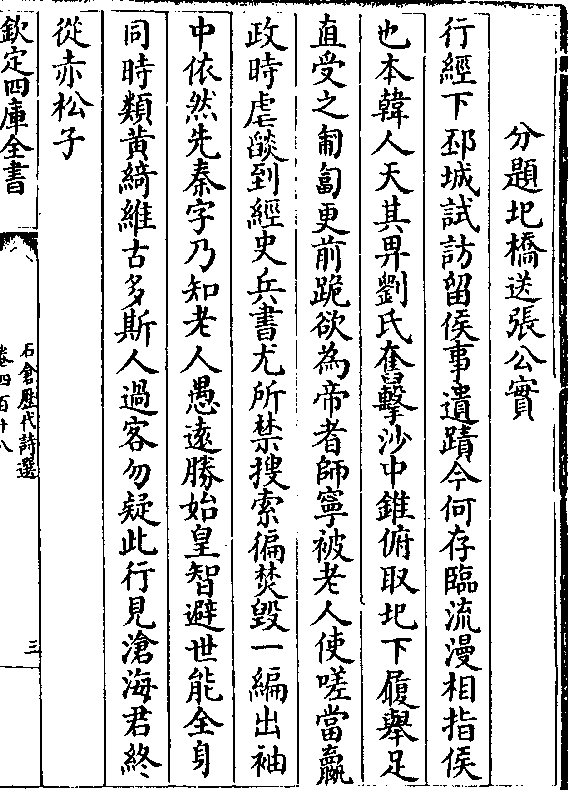 分題圯橋送張公實
行經下邳城試訪留侯事遺蹟今何存臨流漫相指侯
也本韓人天其畀劉氏奮擊沙中錐俯取圯下履舉足
直受之匍匐更前跪欲為帝者師寧被老人使嗟當嬴
政時虐燄到經史兵書尤所禁搜索徧焚毀一編出袖
中依然先秦字乃知老人愚遠勝始皇智避世能全身
同時類黃綺維古多斯人過客勿疑此行見滄海君終
從赤松子
欽定四庫全書
石倉歷代詩選
卷四百十八
三